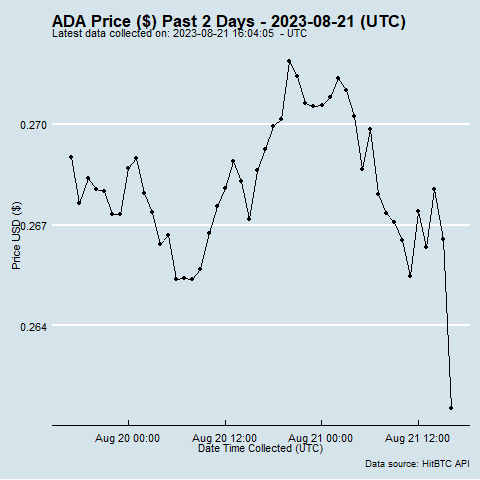 ADA Price ($) Past 2 Days - 2023-08-21 (UTC)
Latest data collected on: 2023-08-21 16:04:05  - UTC
0.270
0.267
0.264
Price USD ($)
Aug 20 00:00
Aug 20 12:00
Aug 21 00:00
Aug 21 12:00
Date Time Collected (UTC)
Data source: HitBTC API